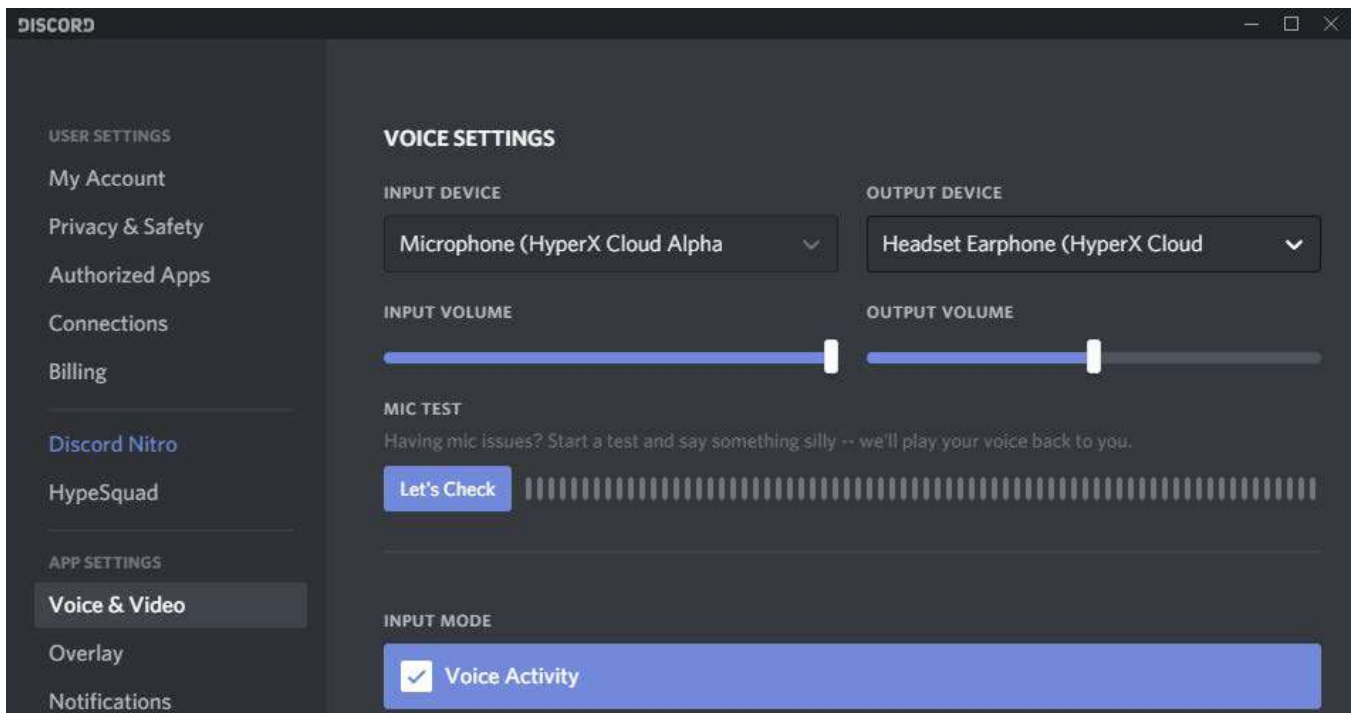 DISCORD
USER SETTINGS
My Account
Privacy & Safety
Authorized Apps
Connections
Billing
Discord Nitro
HypeSquad
APP SETTINGS
Voice & Video
Overlay
Notifications
VOICE SETTINGS
INPUT DEVICE
Microphone (HyperX Cloud Alpha
OUTPUT DEVICE
Headset Earphone (HyperX Cloud
INPUT VOLUME
OUTPUT VOLUME
MIC TEST
Having mic issues? Start a test and say something silly -- we'll play your voice back to you.
Let's Check
INPUT MODE
Voice Activity